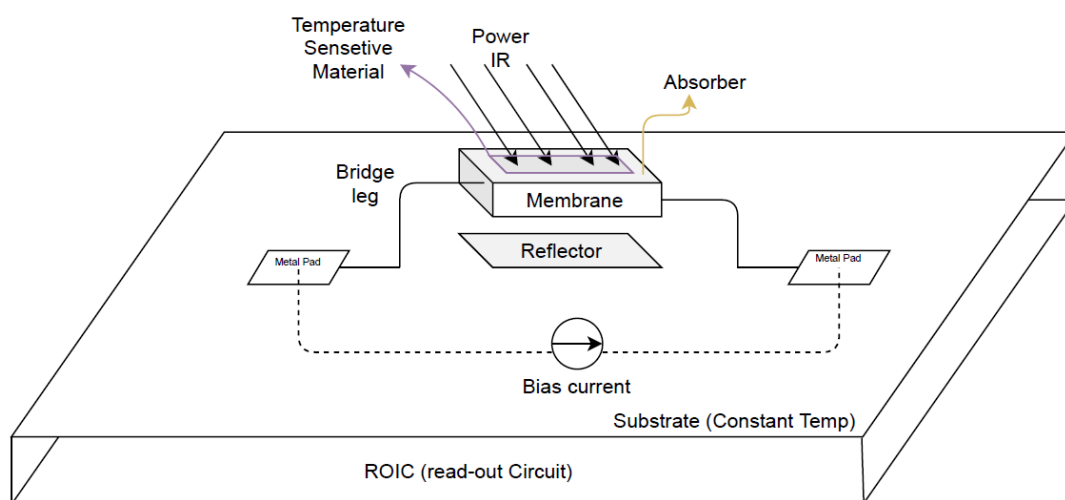 Temperature
Sensetive
Material
Power
IR
Absorber
Bridge
leg
Membrane
Reflector
Metal Pad
Metal Pad
Bias current
Substrate (Constant Temp)
ROIC (read-out Circuit)